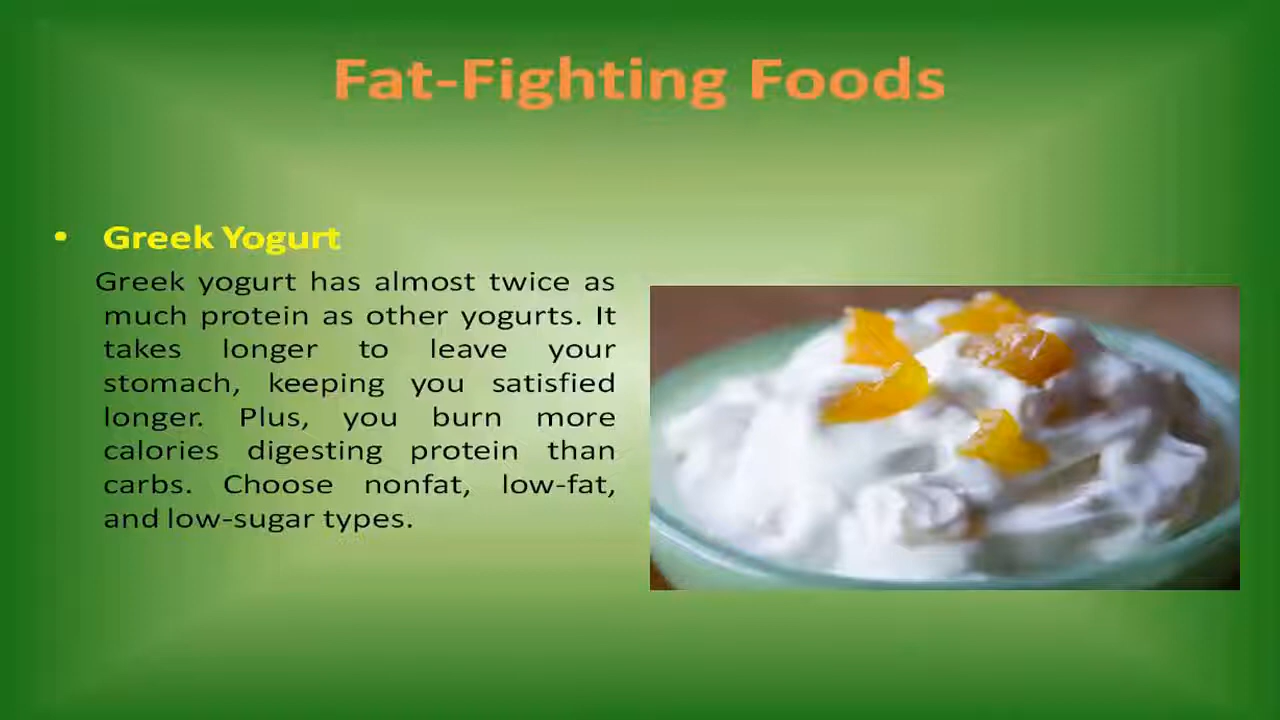 Fat-Fighting Foods
• Greek Yogurt
Greek yogurt has almost twice as
much protein as other yogurts. It
takes longer to leave your
stomach, keeping you satisfied
longer. Plus, you burn more
calories digesting protein than
carbs. Choose nonfat, low-fat,
and low-sugar types.